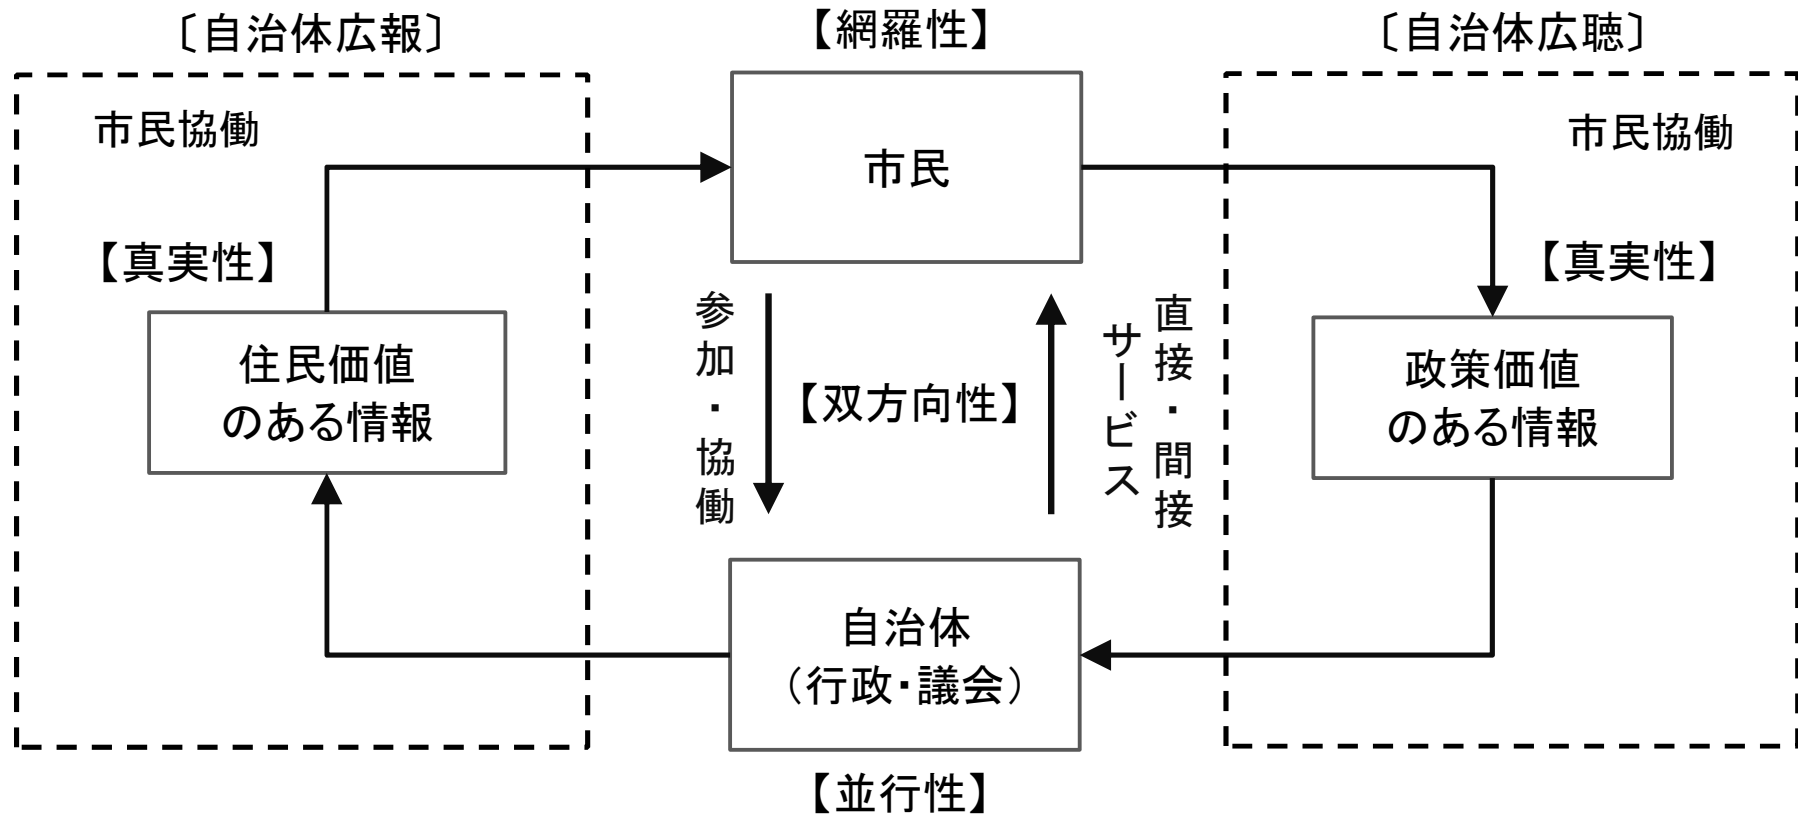 〔自治体広報〕
【網羅性】
〔自治体広聴〕
市民協働
市民
市民協働
【真実性】
【真実性】
住民価値
のある情報
参加・協働
【双方向性】
直接・間接
サービス
政策価値
のある情報
自治体
（行政・議会）
【並行性】